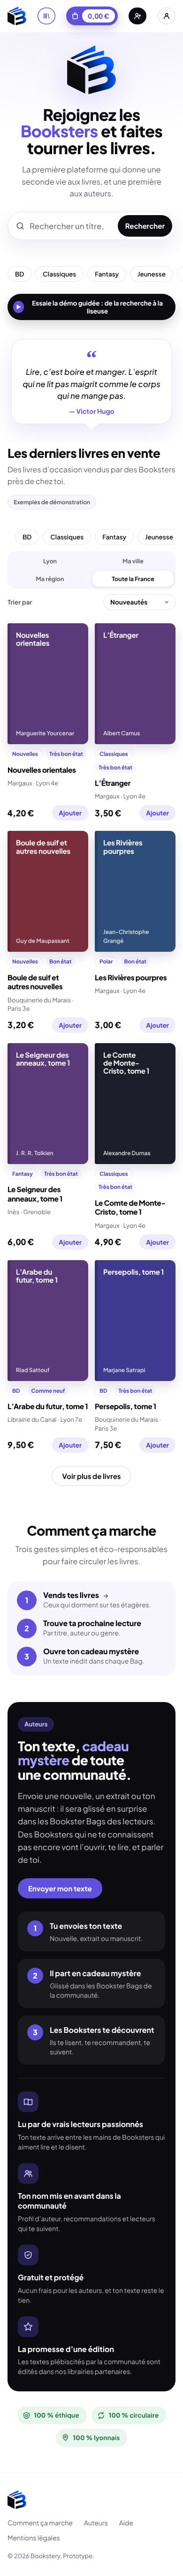 0,00 €
Rejoignez les
Booksters et toutes
tourner les livres.
La première plateforme qui donne une
seconde vie aux livres, et une première
aux auteurs.
Rechercher un titre,
Rechercher
BD
Classiques
Fantasy
Jeunesse
Essaie la démo guidée : de la recherche à la
liseuse
“
Lire, c'est boire et manger. L'esprit
qui ne lit pas maigrit comme le corps
qui ne mange pas.
— Victor Hugo
Les derniers livres en vente
Les livres d'occasion vendus par des Booksters
près de chez toi.
Exemples de démonstration
BD
Classiques
Fantasy
Jeunesse
Lyon
Ma ville
Ma région
Toute la France
Trier par
Nouveautés
Nouvelles
orientales
Marguerite Yourcenar
Nouvelles
Très bon état
Nouvelles orientales
Margaux · Lyon 4e
4,20 €
Ajouter
L'Étranger
Albert Camus
Classiques
Très bon état
L'Étranger
Margaux · Lyon 4e
3,50 €
Ajouter
Boule de suif et
autres nouvelles
Guy de Maupassant
Nouvelles
Bon état
Boule de suif et
autres nouvelles
Bouquinerie du Marais ·
Paris 3e
3,20 €
Ajouter
Les Rivières
pourpres
Jean-Christophe
Grangé
Polar
Bon état
Les Rivières pourpres
Margaux · Lyon 4e
3,00 €
Ajouter
Le Seigneur des
anneaux, tome 1
J. R. R. Tolkien
Fantasy
Très bon état
Le Seigneur des
anneaux, tome 1
Inès · Grenoble
6,00 €
Ajouter
Le Comte
de Monte-
Cristo, tome 1
Alexandre Dumas
Classiques
Très bon état
Le Comte de Monte-
Cristo, tome 1
Margaux · Lyon 4e
4,90 €
Ajouter
L'Arabe du
futur, tome 1
Riad Sattouf
BD
Comme neuf
L'Arabe du futur, tome 1
Librairie du Canal · Lyon 7e
9,50 €
Ajouter
Persepolis, tome 1
Marjane Satrapi
BD
Très bon état
Persepolis, tome 1
Bouquinerie du Marais ·
Paris 3e
7,50 €
Ajouter
Voir plus de livres
Comment ça marche
Trois gestes simples et éco-responsables
pour faire circuler les livres.
1
Vends tes livres →
Ceux qui dorment sur tes étagères.
2
Trouve ta prochaine lecture
Par titre, auteur ou genre.
3
Ouvre ton cadeau mystère
Un texte inédit dans chaque Bag.
Auteurs
Ton texte, cadeau
mystère de toute
une communauté.
Envoie une nouvelle, un extrait ou ton
manuscrit : il sera glissé en surprise
dans les Bookster Bags des lecteurs.
Des Booksters qui ne te connaissent
pas encore vont l'ouvrir, te lire, et parler
de toi.
Envoyer mon texte
1
Tu envoies ton texte
Nouvelle, extrait ou manuscrit.
2
Il part en cadeau mystère
Glissé dans les Bookster Bags de
la communauté.
3
Les Booksters te découvrent
Ils te lisent, te recommandent, te
suivent.
Lu par de vrais lecteurs passionnés
Ton texte arrive entre les mains de Booksters qui
aiment lire et le disent.
Ton nom mis en avant dans la
communauté
Profil d'auteur, recommandations et lecteurs
qui te suivent.
Gratuit et protégé
Aucun frais pour les auteurs, et ton texte reste le
tien.
La promesse d'une édition
Les textes plébiscités par la communauté sont
édités dans nos librairies partenaires.
100 % éthique
100 % circulaire
100 % lyonnais
Comment ça marche
Auteurs
Aide
Mentions légales
© 2026 Bookstery. Prototype.